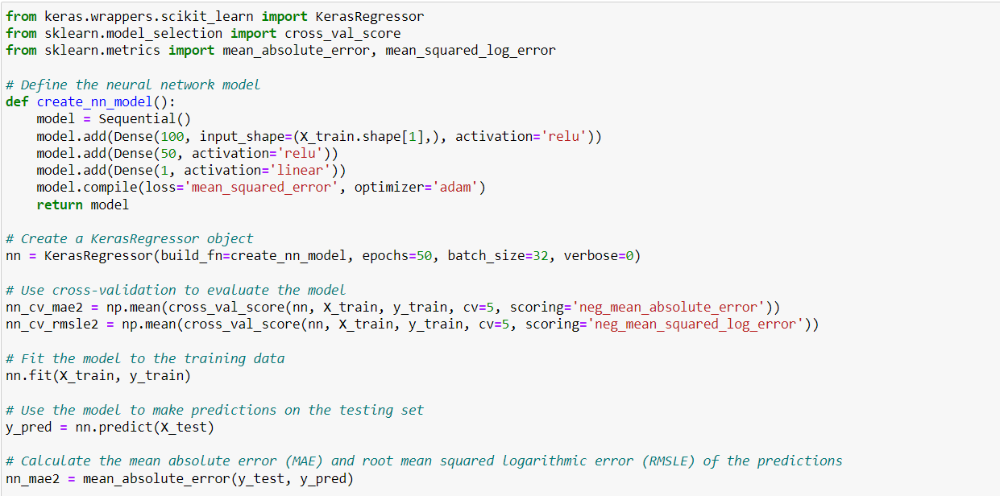 from keras.wrappers.scikit_learn import KerasRegressor
from sklearn.model_selection import cross_val_score
from sklearn.metrics import mean_absolute_error, mean_squared_log_error

# Define the neural network model
def create_nn_model():
    model = Sequential()
    model.add(Dense(100, input_shape=(X_train.shape[1],), activation='relu'))
    model.add(Dense(50, activation='relu'))
    model.add(Dense(1, activation='linear'))
    model.compile(loss='mean_squared_error', optimizer='adam')
    return model

# Create a KerasRegressor object
nn = KerasRegressor(build_fn=create_nn_model, epochs=50, batch_size=32, verbose=0)

# Use cross-validation to evaluate the model
nn_cv_mae2 = np.mean(cross_val_score(nn, X_train, y_train, cv=5, scoring='neg_mean_absolute_error'))
nn_cv_rmsle2 = np.mean(cross_val_score(nn, X_train, y_train, cv=5, scoring='neg_mean_squared_log_error'))

# Fit the model to the training data
nn.fit(X_train, y_train)

# Use the model to make predictions on the testing set
y_pred = nn.predict(X_test)

# Calculate the mean absolute error (MAE) and root mean squared logarithmic error (RMSLE) of the predictions
nn_mae2 = mean_absolute_error(y_test, y_pred)